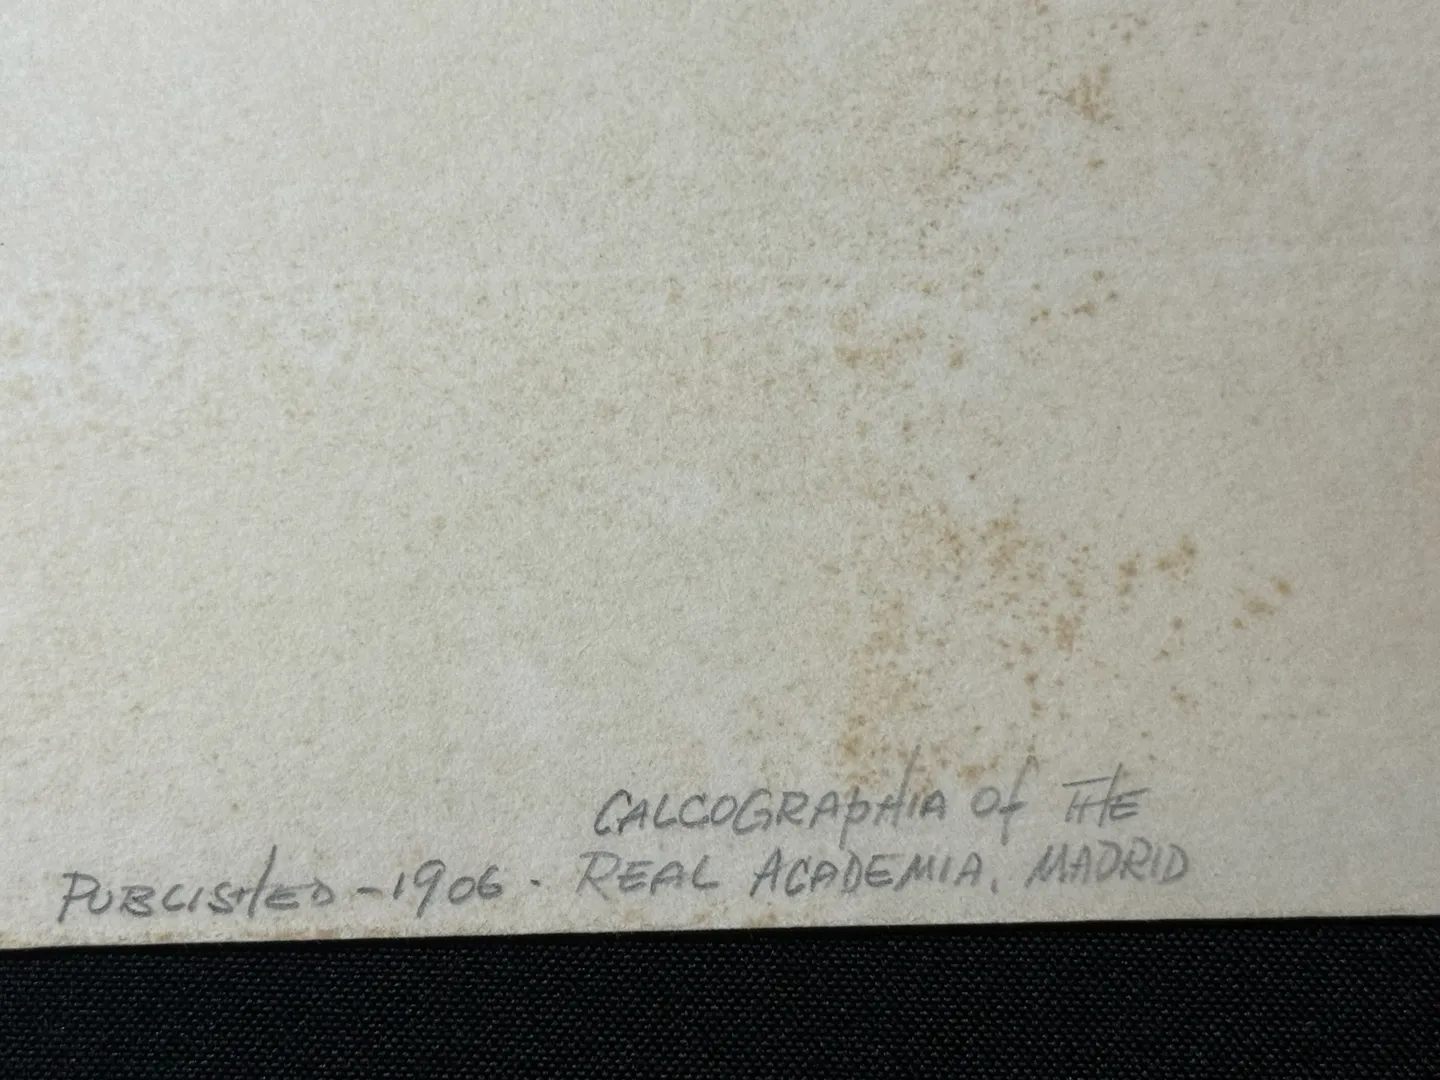 CALCOGRAphiA of THE
PUBLISHED - 1906 . REAL ACADEMIA, MADRID